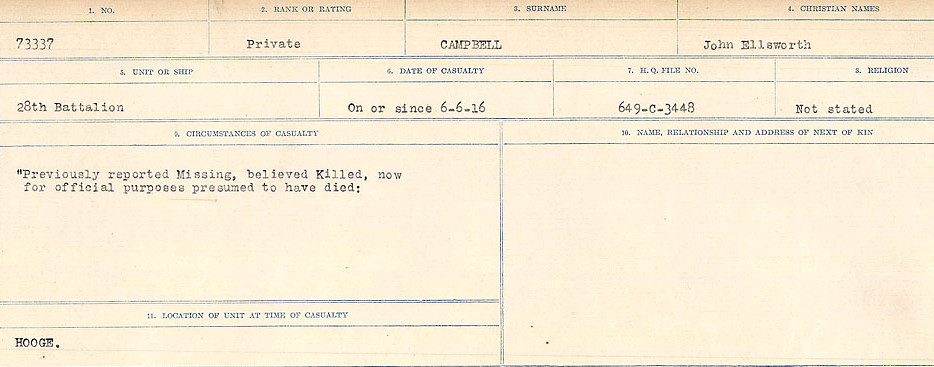 1. NO.
2. RANK OR RATING
3. SURNAME
4. CHRISTIAN NAMES
73337
Private
CAMPBELL
John Ellsworth
5. UNIT OR SHIP
6. DATE OF CASUALTY
7. H. Q. FILE NO.
8. RELIGION
28th Battalion
On or since 6-6-16
649-C-3448
Not stated
9. CIRCUMSTANCES OF CASUALTY
10. NAME, RELATIONSHIP AND ADDRESS OF NEXT OF KIN
"Previously reported Missing, believed Killed, now
for official purposes presumed to have died:
11. LOCATION OF UNIT AT TIME OF CASUALTY
HOOGE.